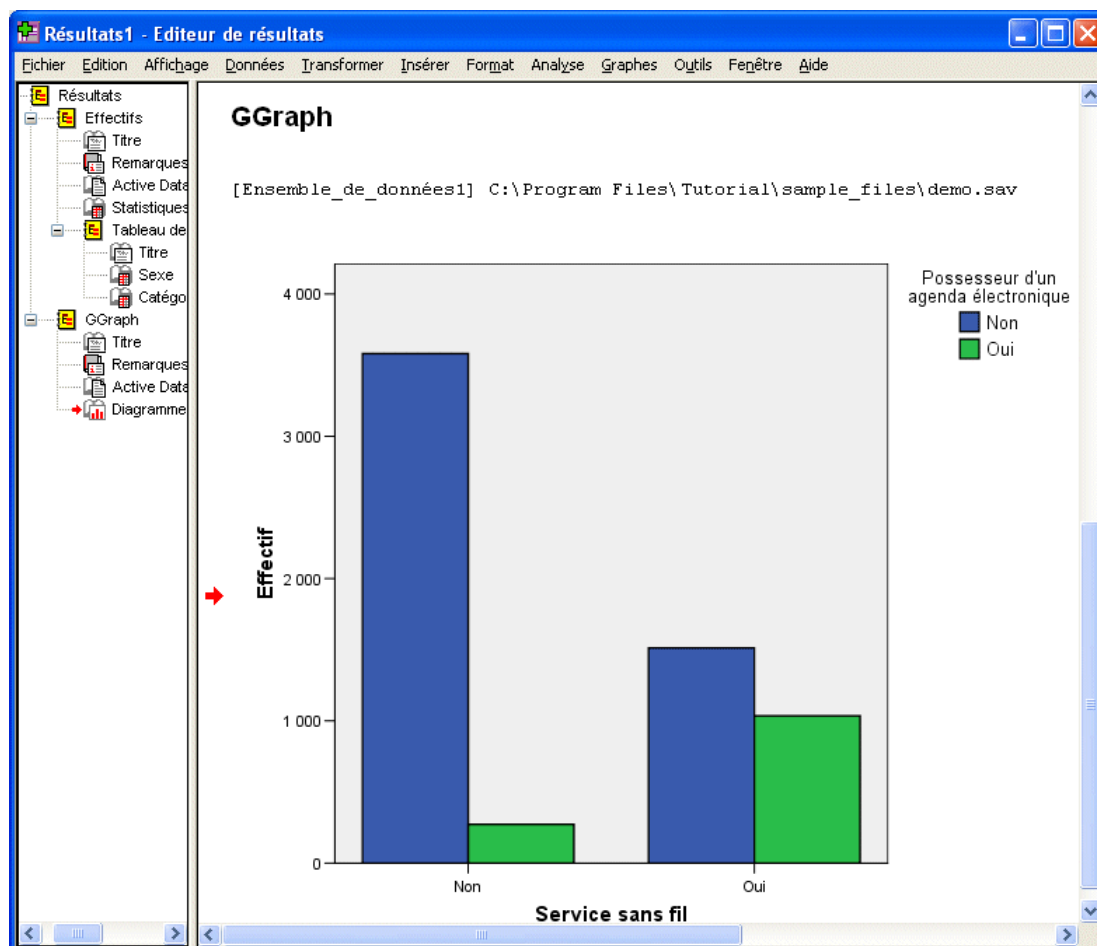 Résultats1 - Editeur de résultats
Fichier Edition Affichage Données Transformer Insérer Format Analyse Graphes Outils Fenêtre Aide
Résultats
Effectifs
Titre
Remarques
Active Data
Statistiques
Tableau de
Titre
Sexe
Catégo
GGraph
Titre
Remarques
Active Data
Diagramme
GGraph
[Ensemble_de_données1] C:\Program Files\Tutorial\sample_files\demo.sav
Possesseur d'un
agenda électronique
Non
Oui
4 000
3 000
2 000
1 000
0
Effectif
Non Oui
Service sans fil